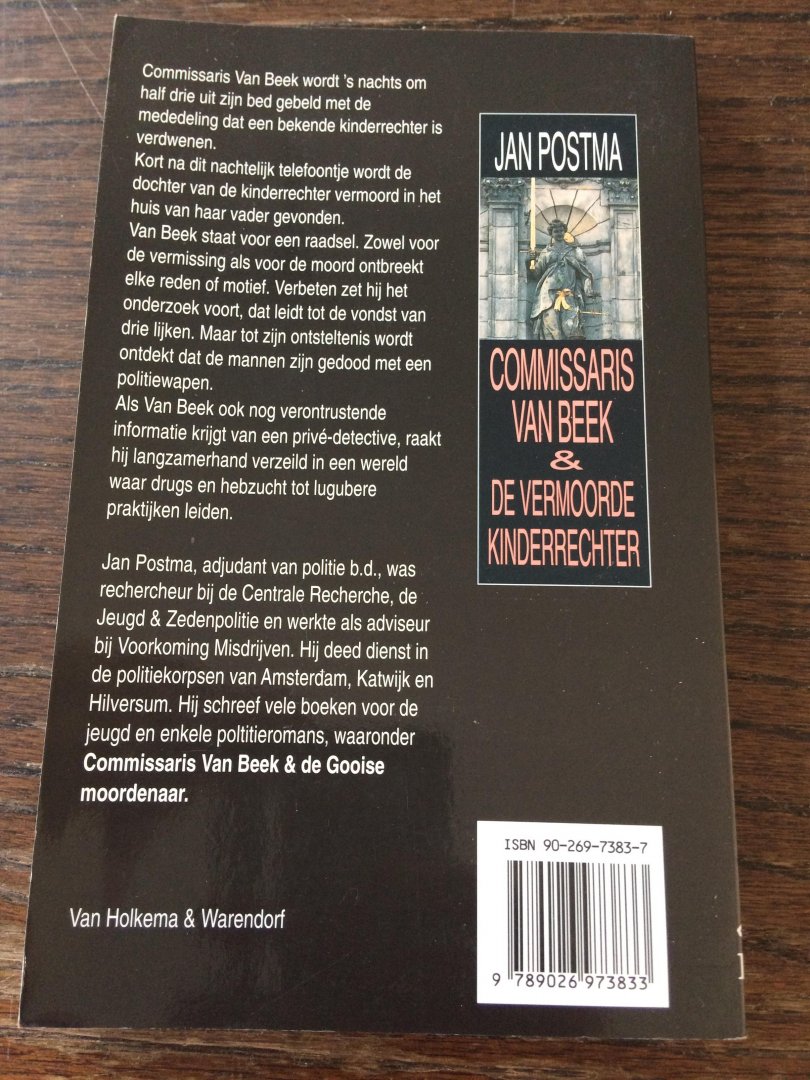 Commissaris Van Beek wordt 's nachts om
half drie uit zijn bed gebeld met de
mededeling dat een bekende kinderrechter is
verdwenen.
Kort na dit nachtelijk telefoontje wordt de
dochter van de kinderrechter vermoord in het
huis van haar vader gevonden.
Van Beek staat voor een raadsel. Zowel voor
de vermissing als voor de moord ontbreekt
elke reden of motief. Verbeten zet hij het
onderzoek voort, dat leidt tot de vondst van
drie lijken. Maar tot zijn ontsteltenis wordt
ontdekt dat de mannen zijn gedood met een
politiewapen.
Als Van Beek ook nog verontrustende
informatie krijgt van een privé-detective, raakt
hij langzamerhand verzeild in een wereld
waar drugs en hebzucht tot lugubere
praktijken leiden.
Jan Postma, adjudant van politie b.d., was
rechercheur bij de Centrale Recherche, de
Jeugd & Zedenpolitie en werkte als adviseur
bij Voorkoming Misdrijven. Hij deed dienst in
de politiekorpsen van Amsterdam, Katwijk en
Hilversum. Hij schreef vele boeken voor de
jeugd en enkele poltitieromans, waaronder
Commissaris Van Beek & de Gooise
moordenaar.
Van Holkema & Warendorf
JAN POSTMA
COMMISSARIS
VAN BEEK
&
DE VERMOORDE
KINDERRECHTER
ISBN 90-269-7383-7
9 789026 973833